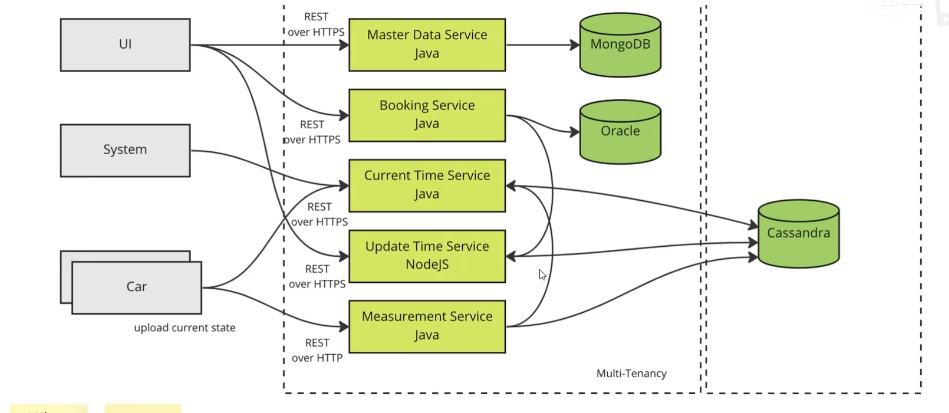 REST
over HTTPS
UI
Master Data Service
Java
MongoDB
Booking Service
Java
REST
over HTTPS
Oracle
System
Current Time Service
Java
REST
over HTTPS
Cassandra
Update Time Service
NodeJS
REST
over HTTPS
Car
Measurement Service
Java
upload current state
REST
over HTTP
Multi-Tenancy